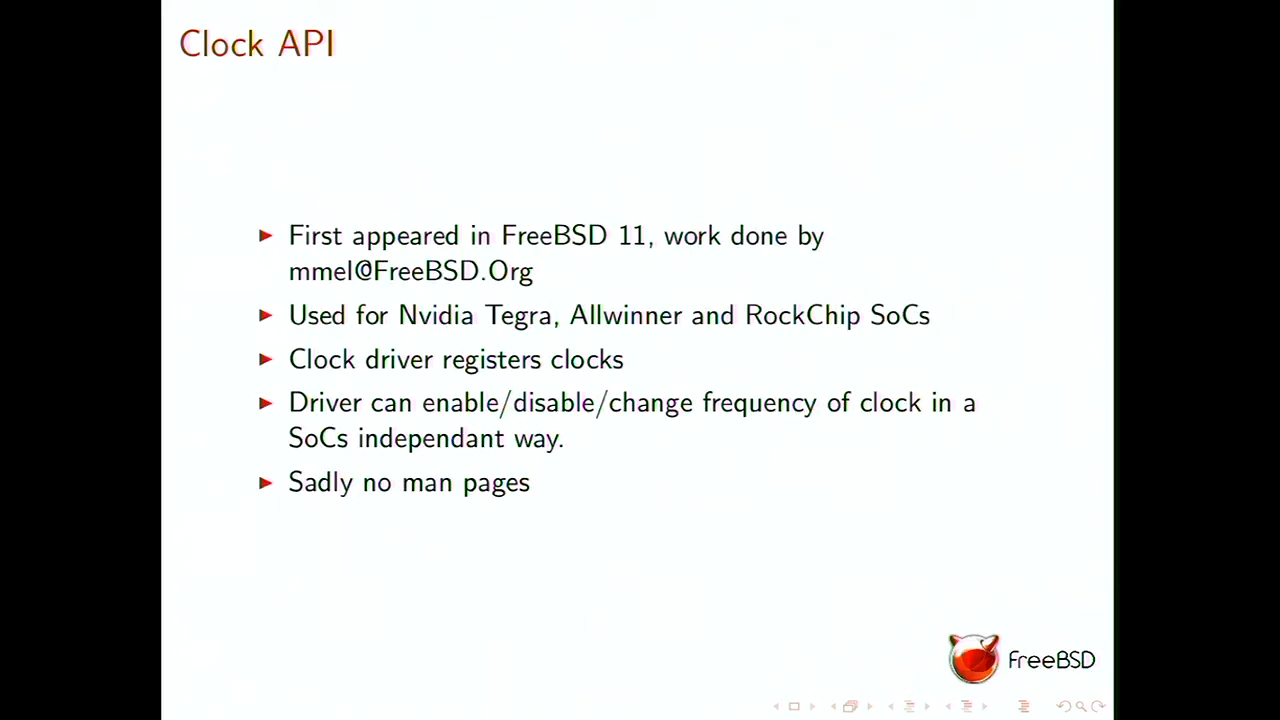 Clock API
First appeared in FreeBSD 11, work done by
mmel@FreeBSD.Org
Used for Nvidia Tegra, Allwinner and RockChip SoCs
Clock driver registers clocks
Driver can enable/disable/change frequency of clock in a
SoCs independant way.
Sadly no man pages
FreeBSD